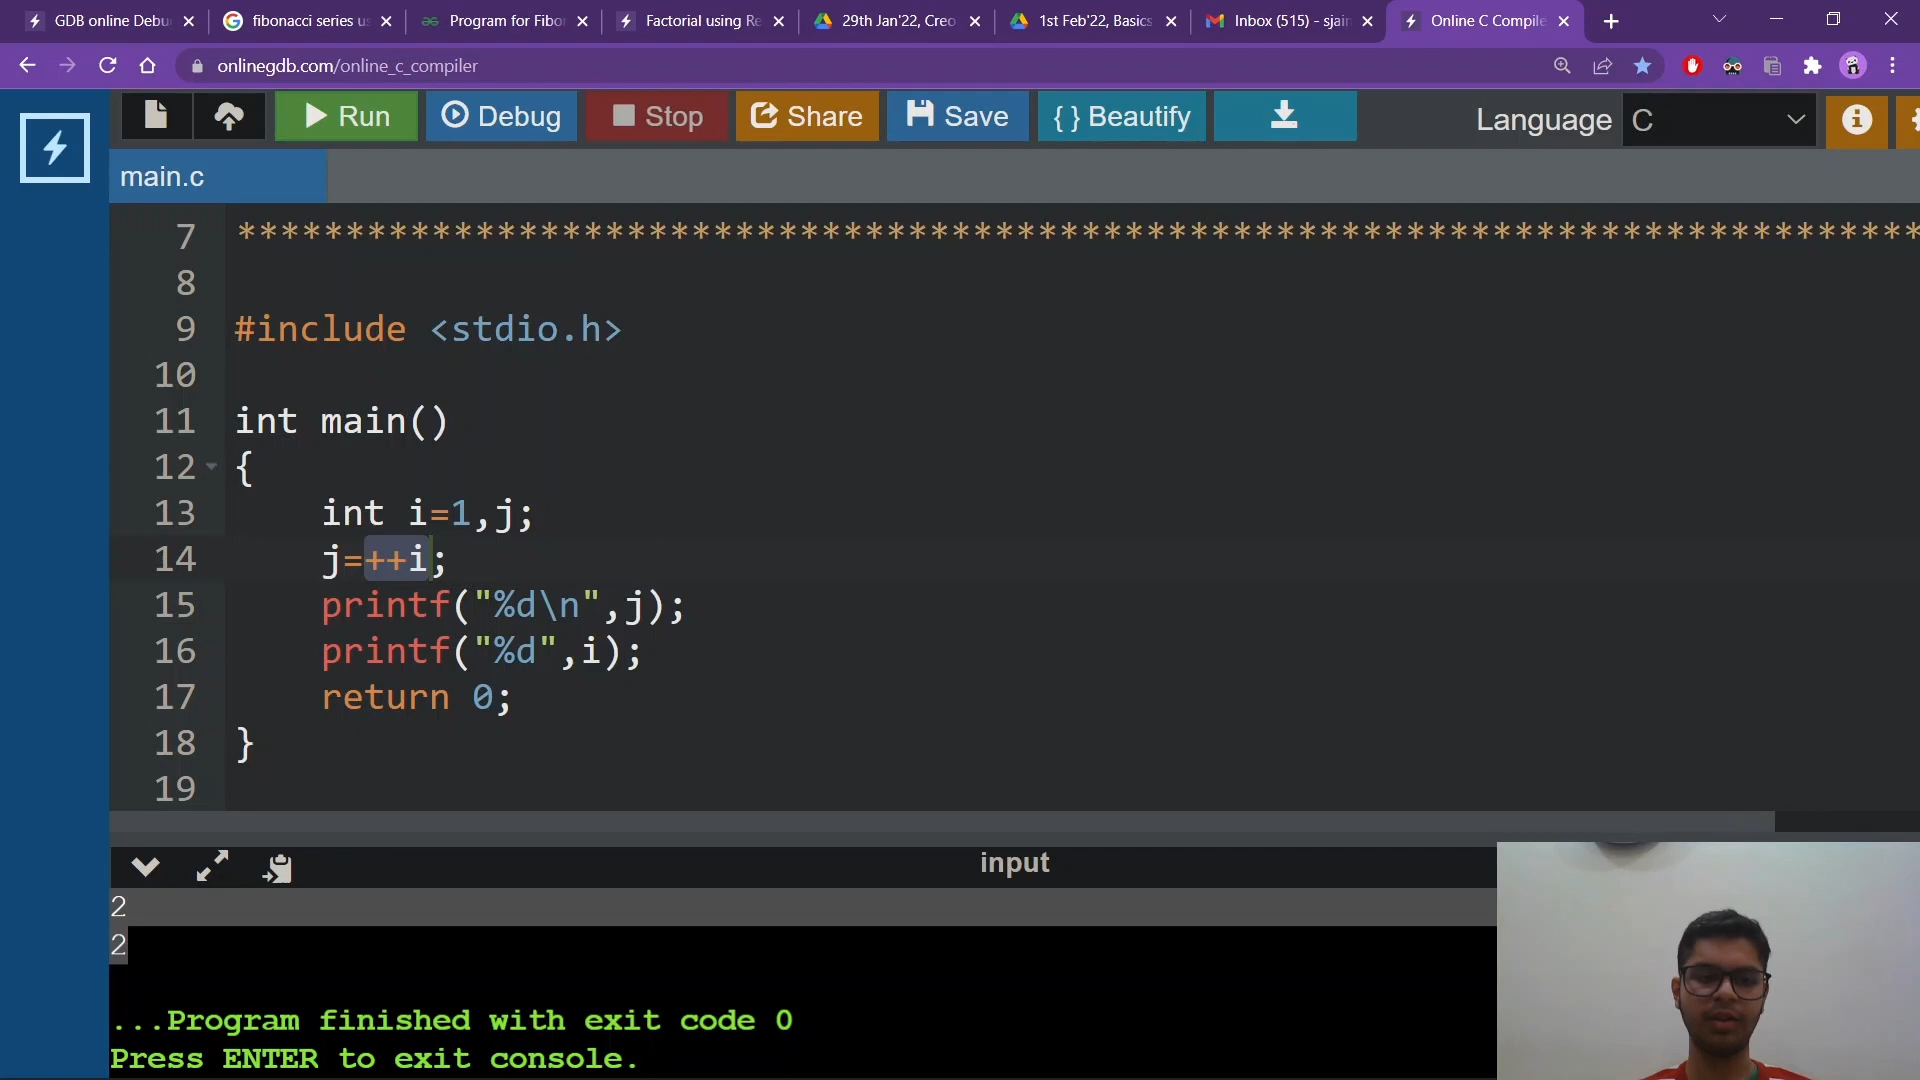 GDB online Debu
fibonacci series us
Program for Fibon
Factorial using Re
29th Jan'22, Creo
1st Feb'22, Basics
Inbox (515) - sjain
Online C Compile
onlinegdb.com/online_c_compiler
Run
Debug
Stop
Share
Save
{ } Beautify
Language
C
main.c
7 ******************************************************************************
8
9 #include <stdio.h>
10
11 int main()
12 {
13 int i=1,j;
14 j=++i;
15 printf("%d\n",j);
16 printf("%d",i);
17 return 0;
18 }
19
input
2
2
...Program finished with exit code 0
Press ENTER to exit console.